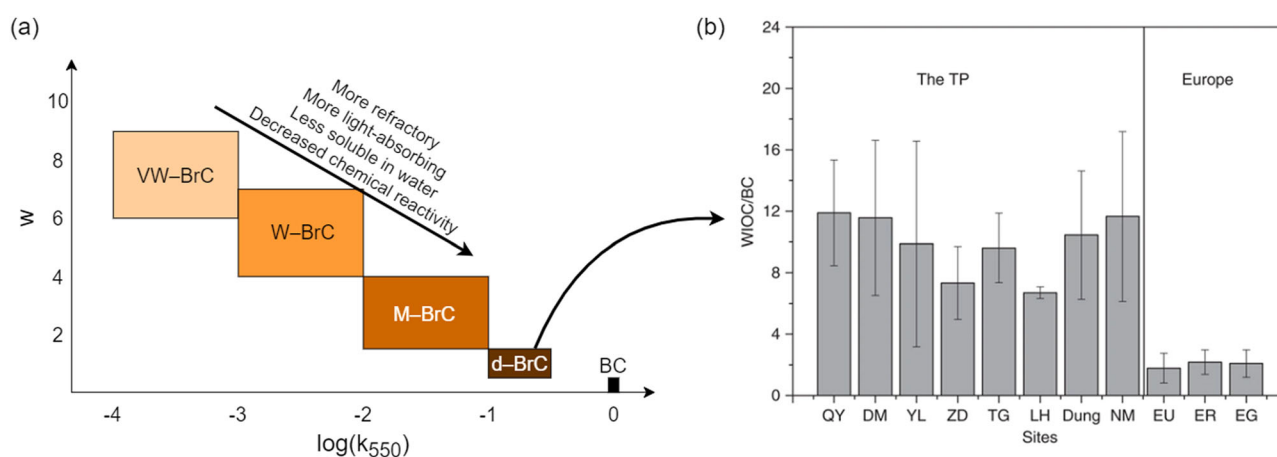 (a)
10
8
6
4
2
w
VW–BrC
W–BrC
M–BrC
d–BrC
BC
More refractory
More light-absorbing
Less soluble in water
Decreased chemical reactivity
-4
-3
-2
-1
0
log(k550)
(b)
24
20
16
12
8
4
0
WIOC/BC
The TP
Europe
QY
DM
YL
ZD
TG
LH
Dung
NM
EU
ER
EG
Sites